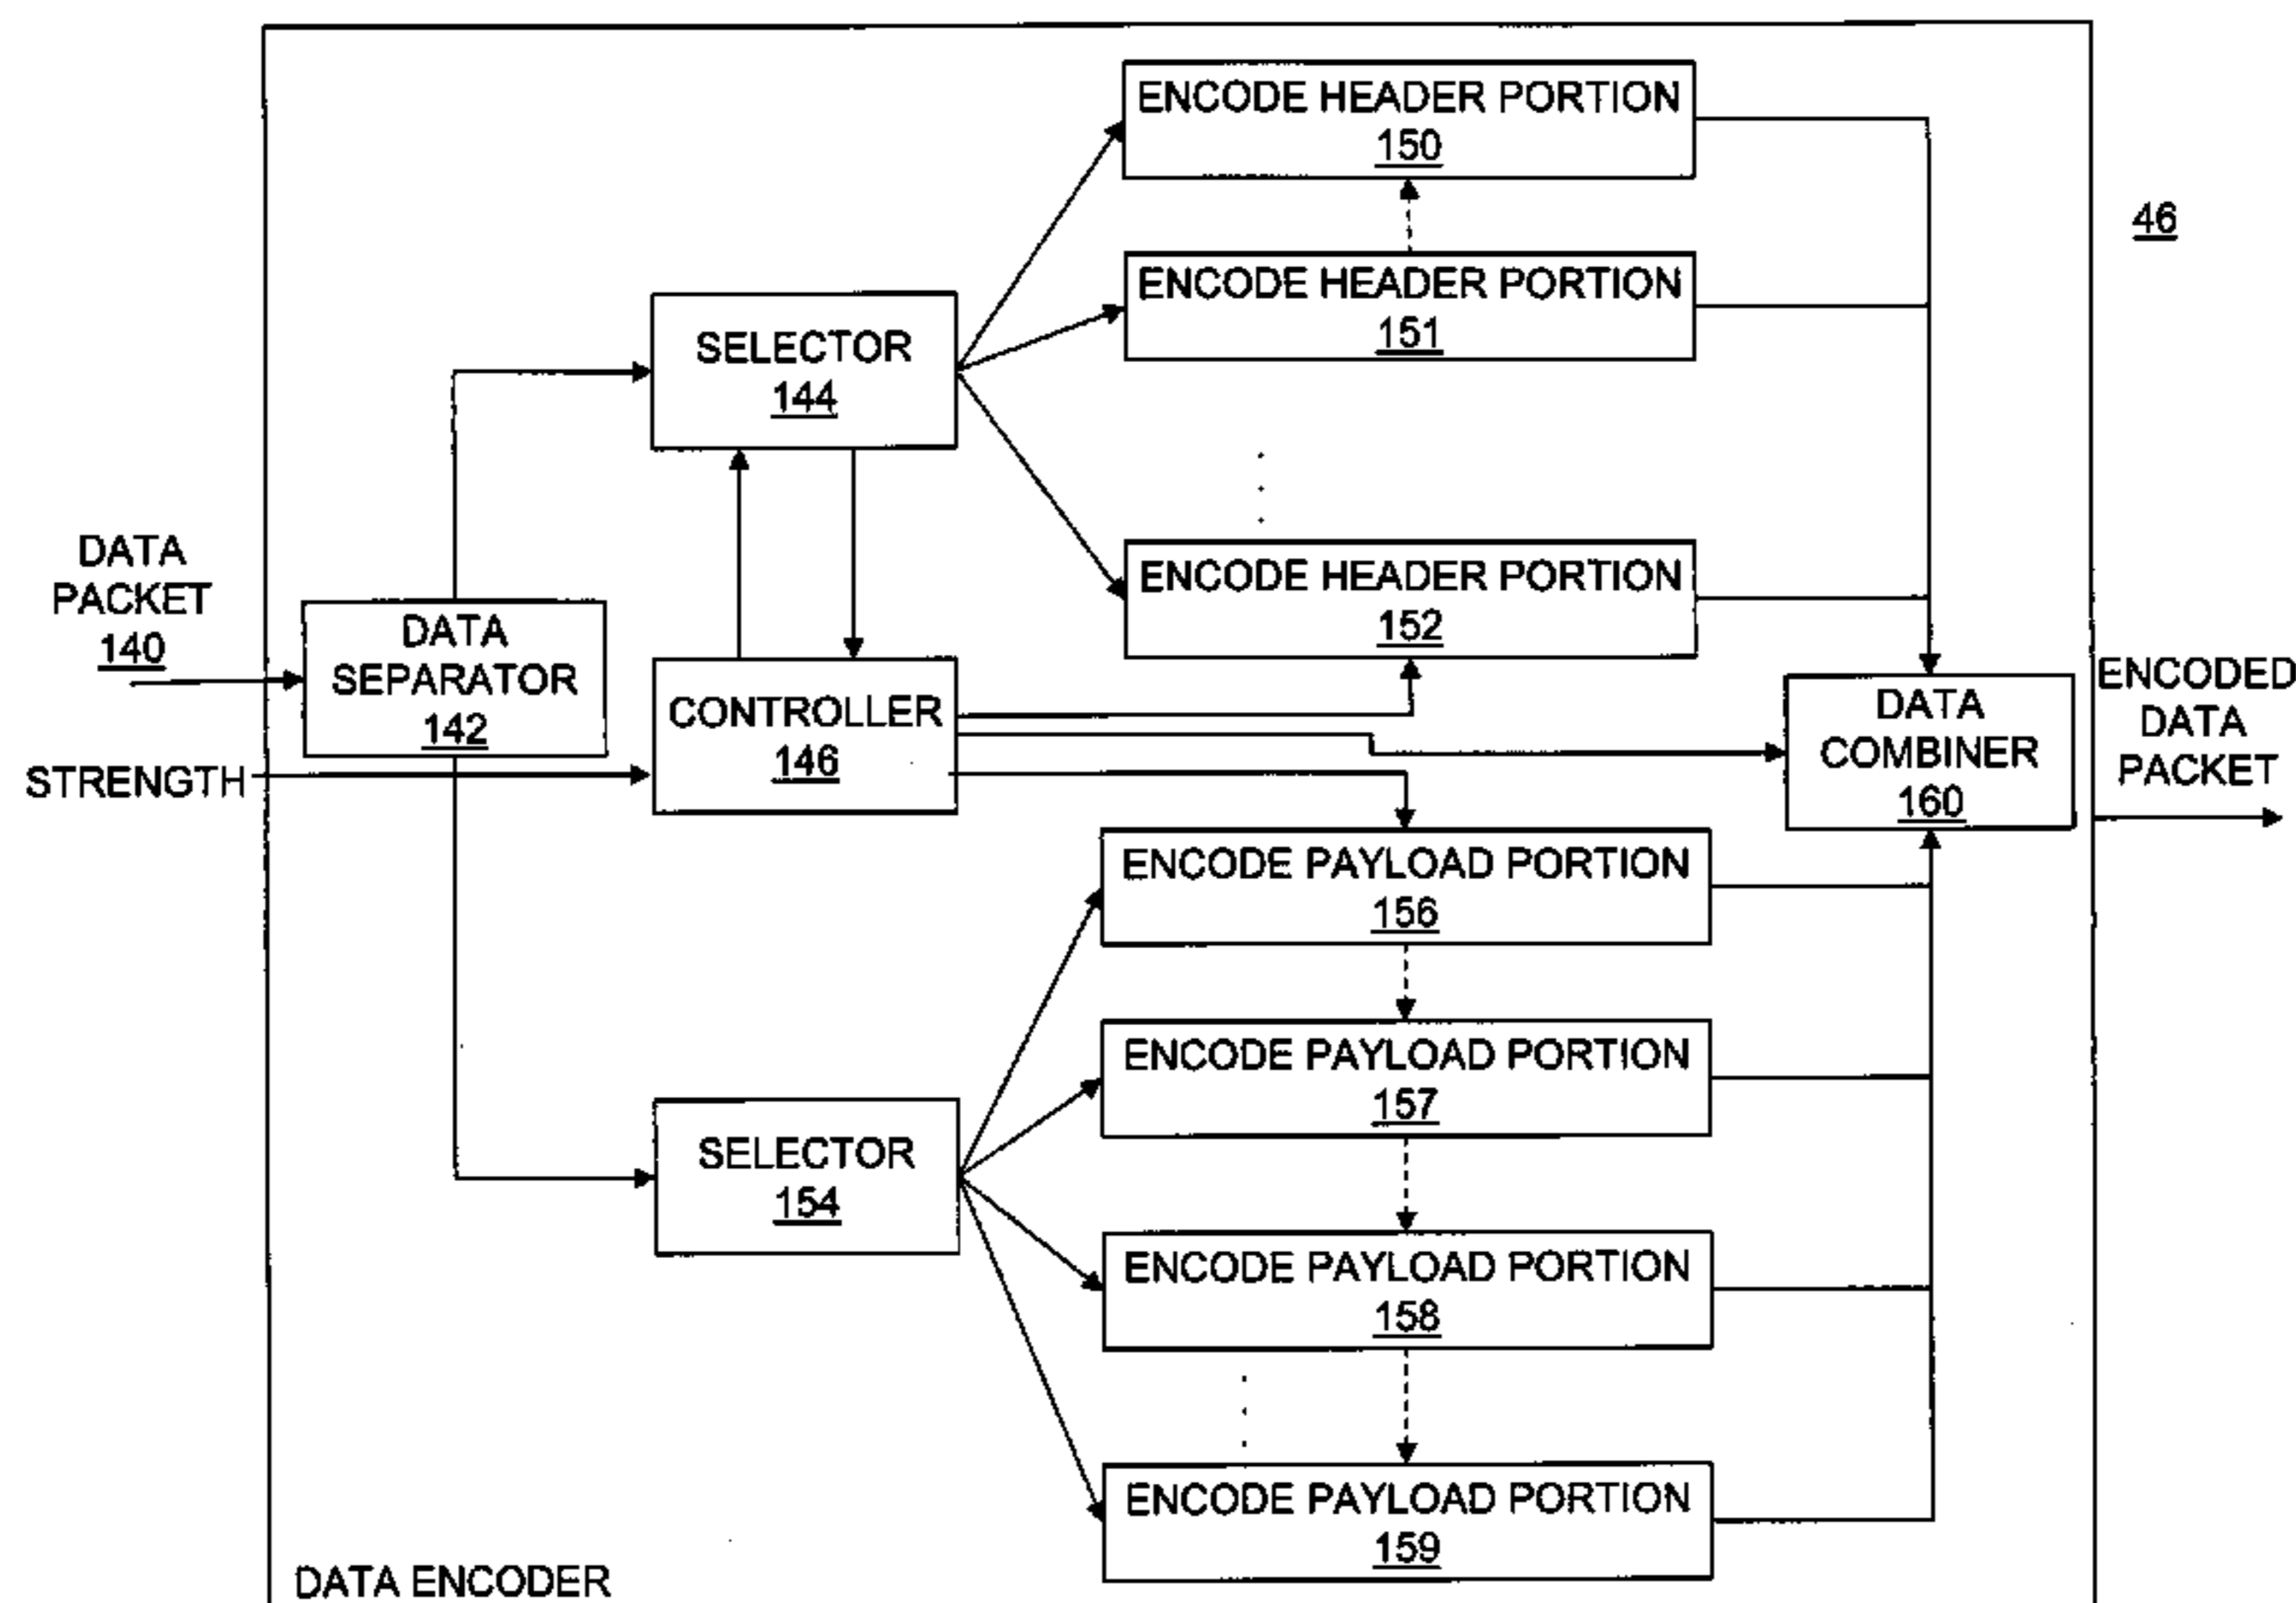 ENCODE HEADER PORTION
150
46
ENCODE HEADER PORTION
151
SELECTOR
144
DATA
PACKET
140
ENCODE HEADER PORTION
152
DATA
SEPARATOR
142
CONTROLLER
146
DATA
COMBINER
160
ENCODED
DATA
PACKET
STRENGTH
ENCODE PAYLOAD PORTION
156
ENCODE PAYLOAD PORTION
157
SELECTOR
154
ENCODE PAYLOAD PORTION
158
ENCODE PAYLOAD PORTION
159
DATA ENCODER